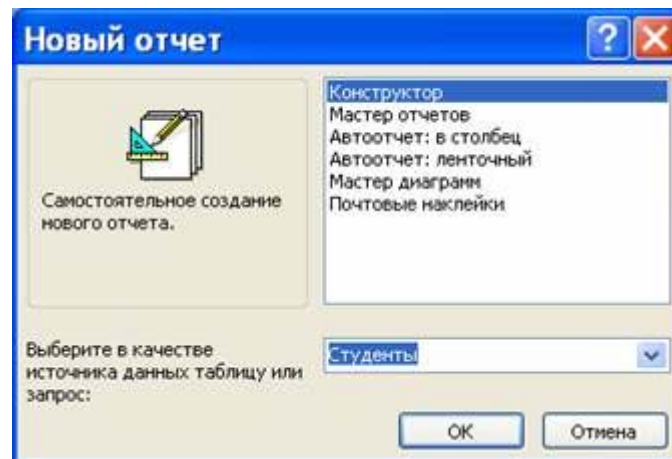 Новый отчет
Конструктор
Мастер отчетов
Автоотчет: в столбец
Автоотчет: ленточный
Мастер диаграмм
Почтовые наклейки
Самостоятельное создание
нового отчета.
Выберите в качестве
источника данных таблицу или
запрос:
Студенты
ОК
Отмена